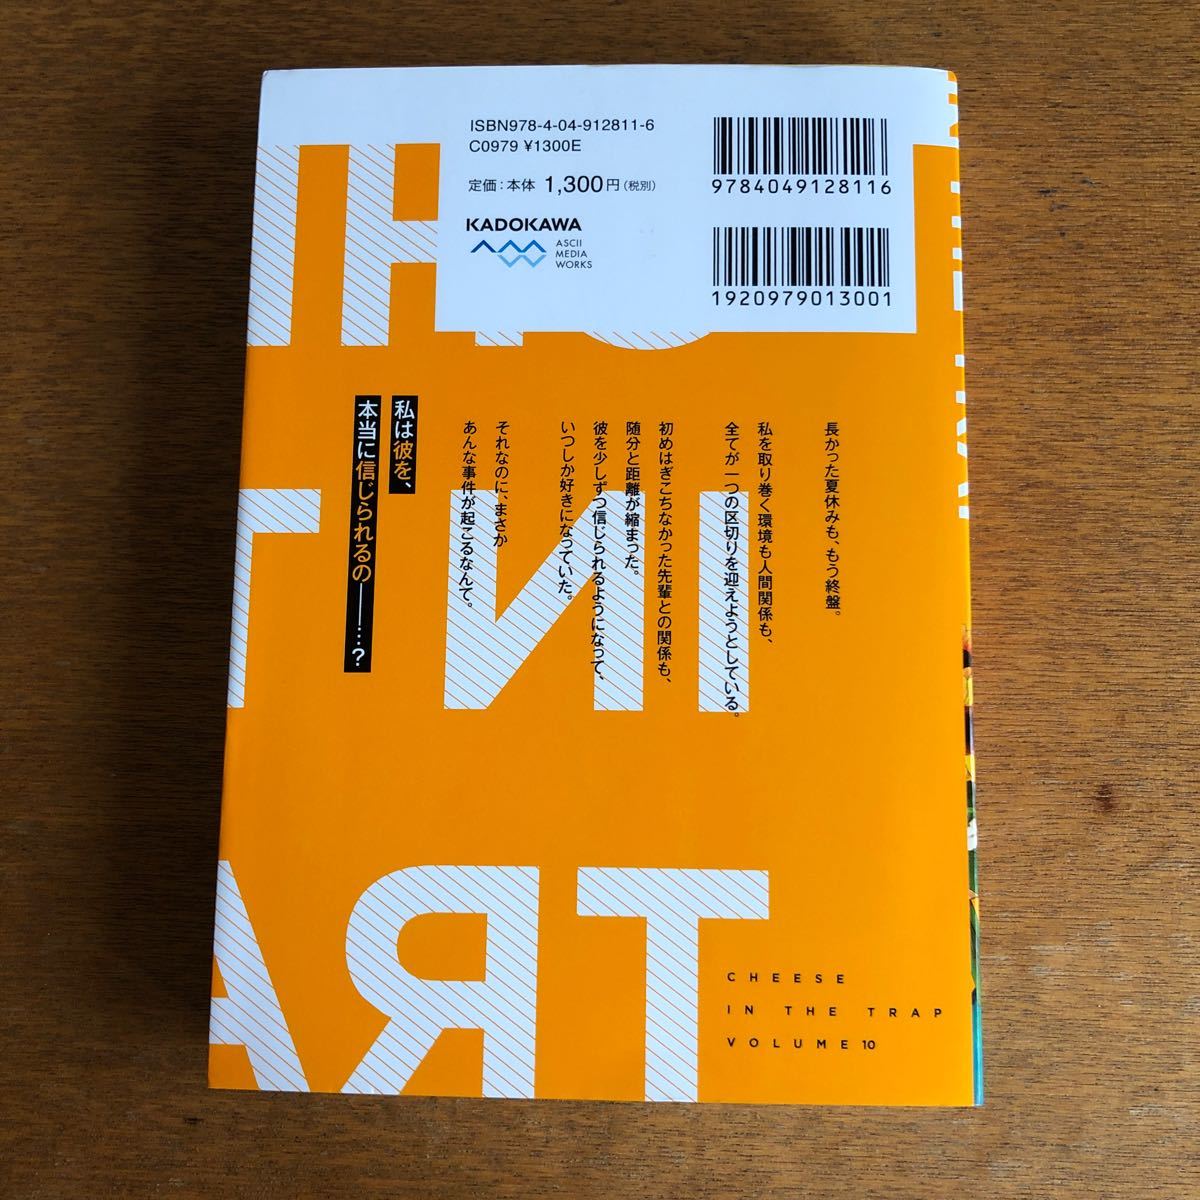 ISBN978-4-04-912811-6
C0979 ¥1300E
定価：本体 1,300円（税別）
KADOKAWA
ASCII
MEDIA
WORKS
9784049128116
1920979013001
長かった夏休みも、もう終盤。
私を取り巻く環境も人間関係も、
全てが一つの区切りを迎えようとしている。
初めはぎこちなかった先輩との関係も、
随分と距離が縮まった。
彼を少しずつ信じられるようになって、
いつしか好きになっていた。
それなのに、まさか
あんな事件が起こるなんて。
私は彼を、
本当に信じられるの――…？
IN T
TRA
CHEESE
IN THE TRAP
VOLUME 10